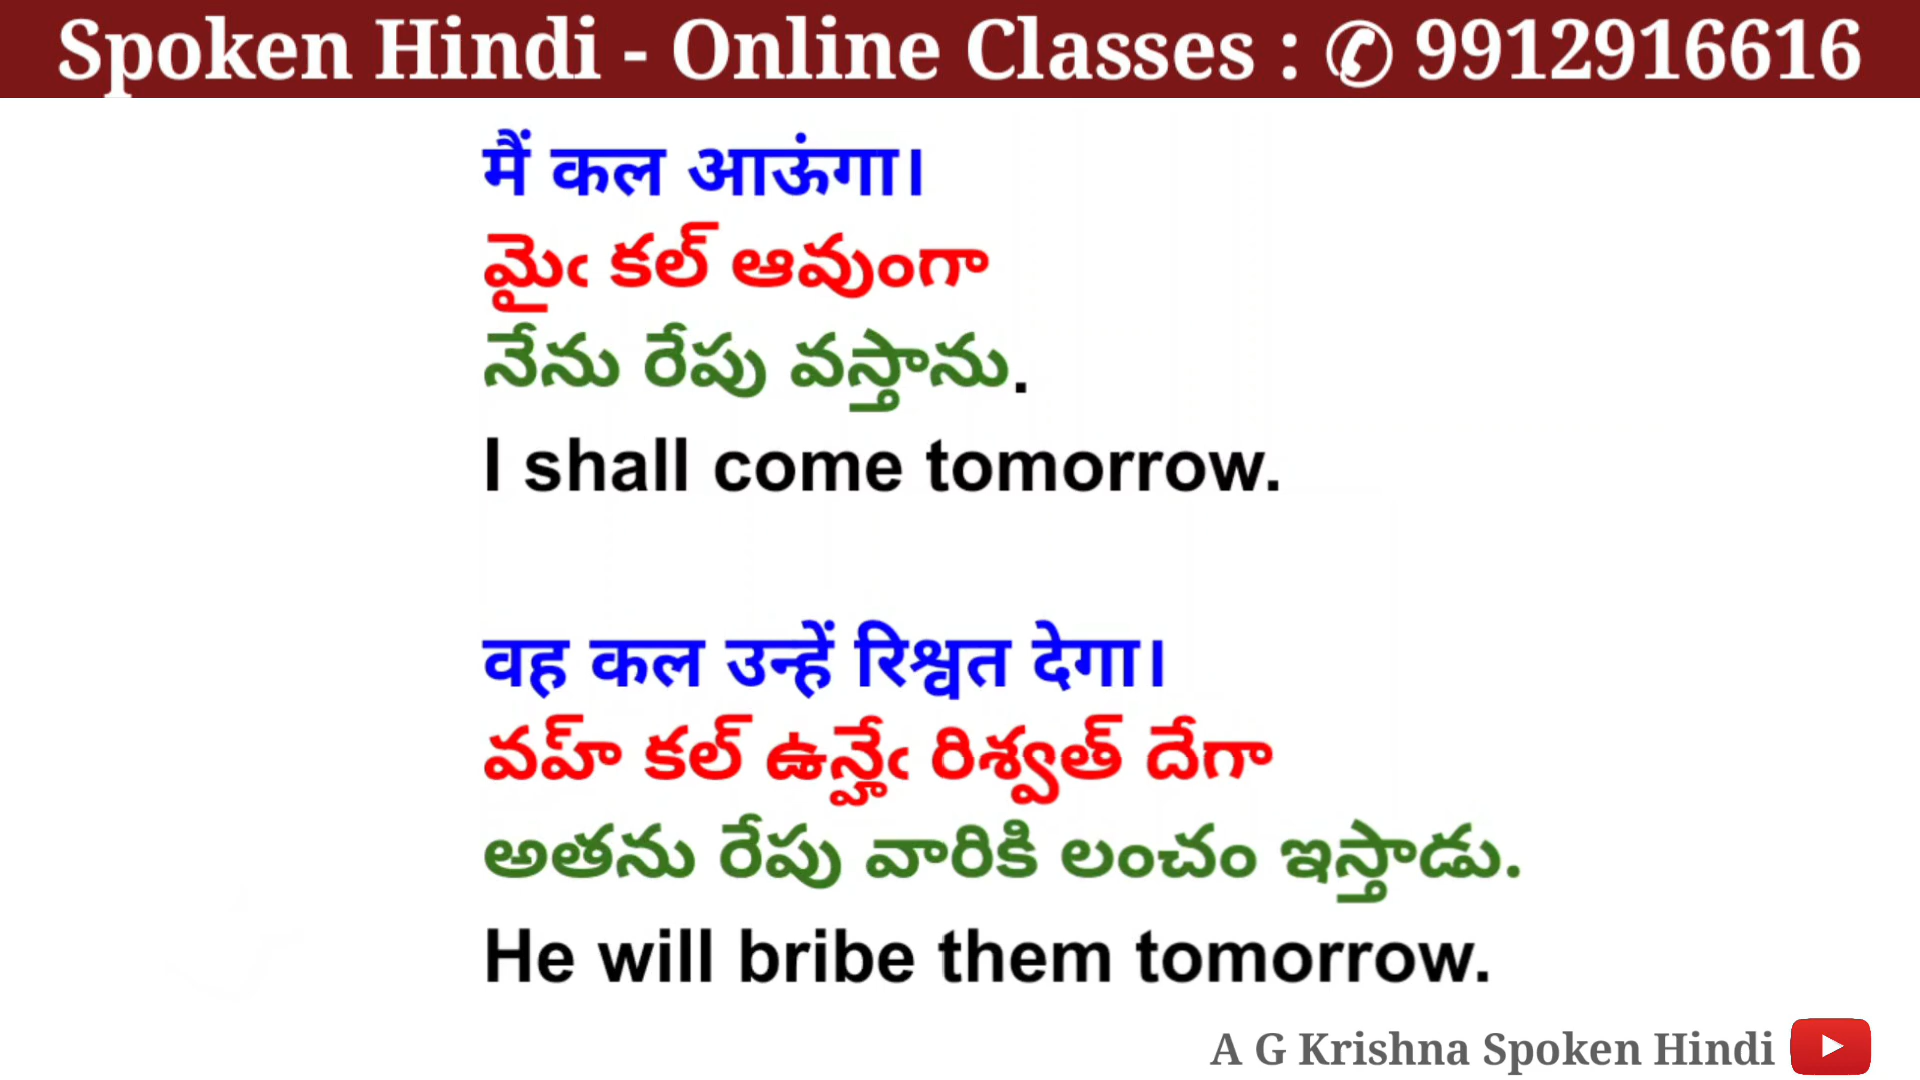 Spoken Hindi - Online Classes : ✆ 9912916616
मैं कल आऊंगा।
మైఁ కల్ ఆవుంగా
నేను రేపు వస్తాను.
I shall come tomorrow.
वह कल उन्हें रिश्वत देगा।
వహ్ కల్ ఉన్హేఁ రిశ్వత్ దేగా
అతను రేపు వారికి లంచం ఇస్తాడు.
He will bribe them tomorrow.
A G Krishna Spoken Hindi